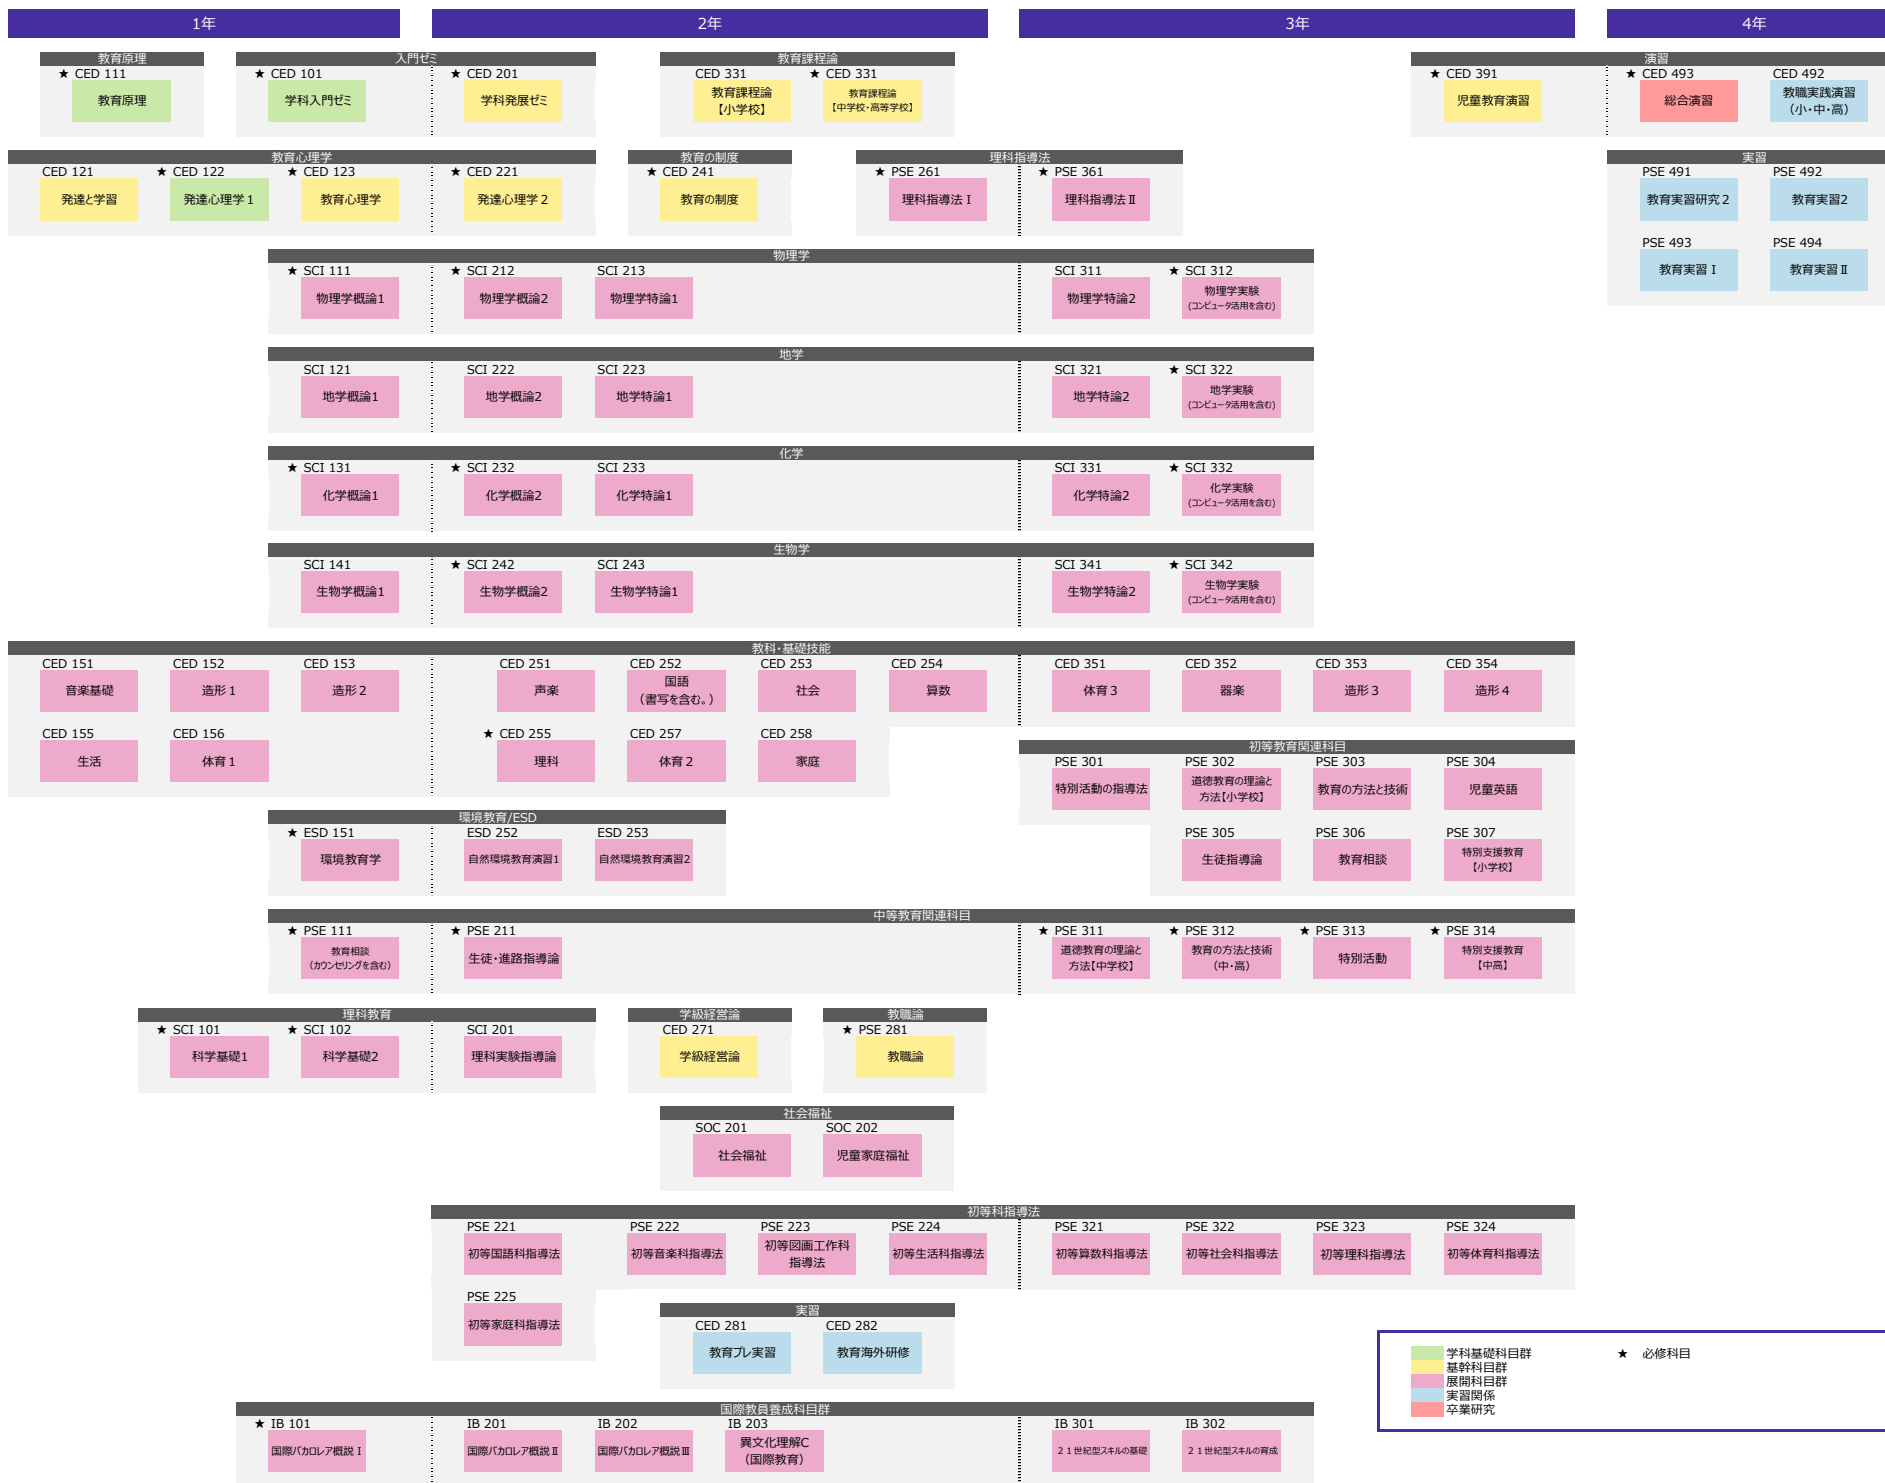 1年
2年
3年
4年
教育原理
入門ゼミ
教育課程論
演習
★ CED 111
★ CED 101
★ CED 201
CED 331
★ CED 331
★ CED 391
★ CED 493
CED 492
教育原理
学科入門ゼミ
学科発展ゼミ
教育課程論
【小学校】
教育課程論
【中学校・高等学校】
児童教育演習
総合演習
教職実践演習
（小・中・高）
教育心理学
教育の制度
理科指導法
実習
CED 121
★ CED 122
★ CED 123
★ CED 221
★ CED 241
★ PSE 261
★ PSE 361
PSE 491
PSE 492
発達と学習
発達心理学１
教育心理学
発達心理学２
教育の制度
理科指導法Ⅰ
理科指導法Ⅱ
教育実習研究２
教育実習2
PSE 493
PSE 494
教育実習Ⅰ
教育実習Ⅱ
物理学
★ SCI 111
★ SCI 212
SCI 213
SCI 311
★ SCI 312
物理学概論1
物理学概論2
物理学特論1
物理学特論2
物理学実験
(コンピュータ活用を含む)
地学
SCI 121
SCI 222
SCI 223
SCI 321
★ SCI 322
地学概論1
地学概論2
地学特論1
地学特論2
地学実験
(コンピュータ活用を含む)
化学
★ SCI 131
★ SCI 232
SCI 233
SCI 331
★ SCI 332
化学概論1
化学概論2
化学特論1
化学特論2
化学実験
(コンピュータ活用を含む)
生物学
SCI 141
★ SCI 242
SCI 243
SCI 341
★ SCI 342
生物学概論1
生物学概論2
生物学特論1
生物学特論2
生物学実験
(コンピュータ活用を含む)
教科・基礎技能
CED 151
CED 152
CED 153
CED 251
CED 252
CED 253
CED 254
CED 351
CED 352
CED 353
CED 354
音楽基礎
造形１
造形２
声楽
国語
（書写を含む。）
社会
算数
体育３
器楽
造形３
造形４
CED 155
CED 156
★ CED 255
CED 257
CED 258
生活
体育１
理科
体育２
家庭
初等教育関連科目
PSE 301
PSE 302
PSE 303
PSE 304
特別活動の指導法
道徳教育の理論と
方法【小学校】
教育の方法と技術
児童英語
PSE 305
PSE 306
PSE 307
生徒指導論
教育相談
特別支援教育
【小学校】
環境教育/ESD
★ ESD 151
ESD 252
ESD 253
環境教育学
自然環境教育演習1
自然環境教育演習2
中等教育関連科目
★ PSE 111
★ PSE 211
★ PSE 311
★ PSE 312
★ PSE 313
★ PSE 314
教育相談
（カウンセリングを含む）
生徒・進路指導論
道徳教育の理論と
方法【中学校】
教育の方法と技術
（中・高）
特別活動
特別支援教育
【中高】
理科教育
学級経営論
教職論
★ SCI 101
★ SCI 102
SCI 201
CED 271
★ PSE 281
科学基礎1
科学基礎2
理科実験指導論
学級経営論
教職論
社会福祉
SOC 201
SOC 202
社会福祉
児童家庭福祉
初等科指導法
PSE 221
PSE 222
PSE 223
PSE 224
PSE 321
PSE 322
PSE 323
PSE 324
初等国語科指導法
初等音楽科指導法
初等図画工作科
指導法
初等生活科指導法
初等算数科指導法
初等社会科指導法
初等理科指導法
初等体育科指導法
PSE 225
初等家庭科指導法
実習
CED 281
CED 282
教育プレ実習
教育海外研修
国際教員養成科目群
★ IB 101
IB 201
IB 202
IB 203
IB 301
IB 302
国際バカロレア概説Ⅰ
国際バカロレア概説Ⅱ
国際バカロレア概説Ⅲ
異文化理解C
（国際教育）
２１世紀型スキルの基礎
２１世紀型スキルの育成
学科基礎科目群
★ 必修科目
基幹科目群
展開科目群
実習関係
卒業研究